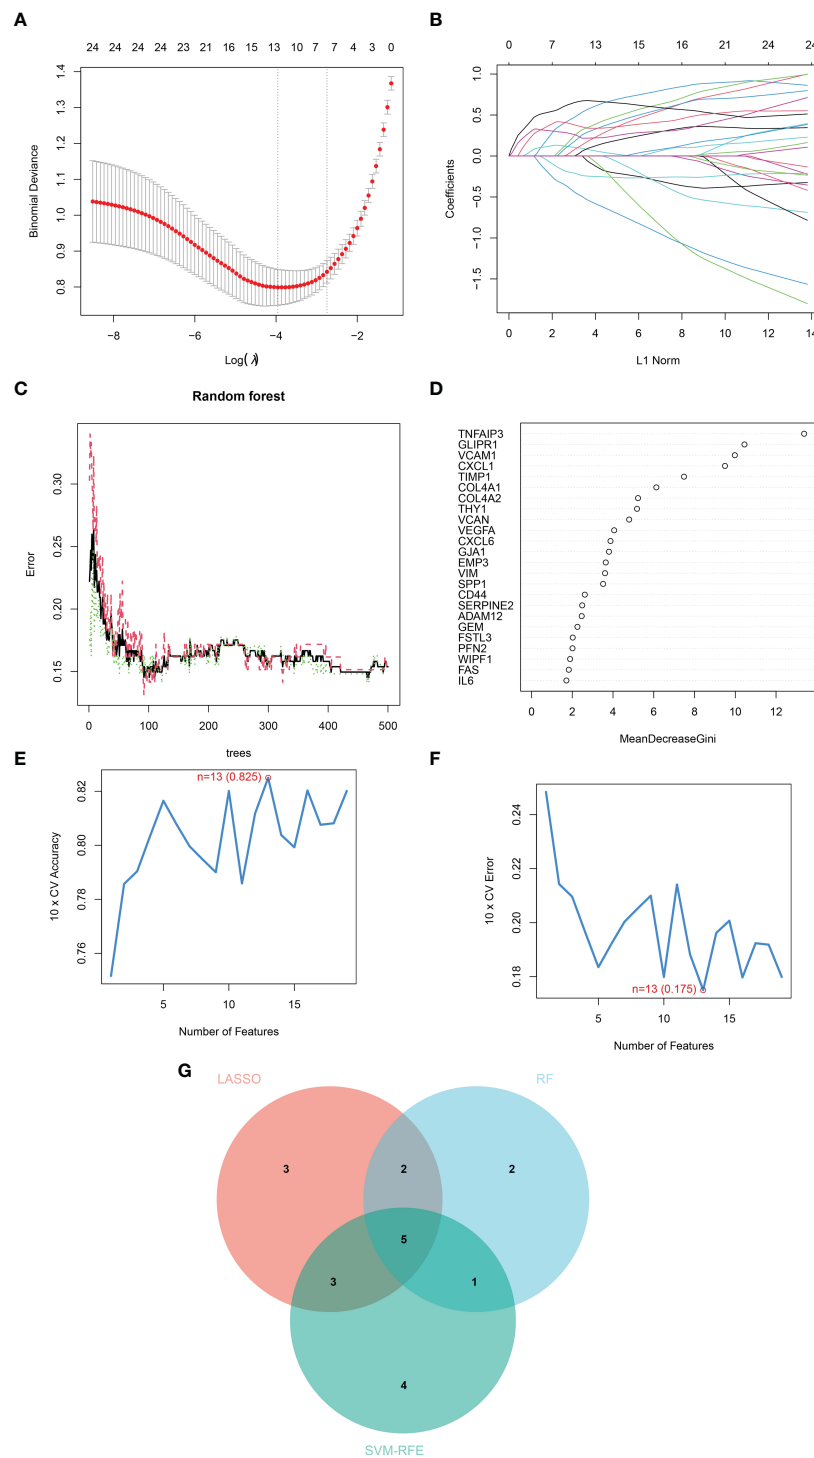 A
24 24 24 24 23 21 16 15 13 10 7 7 4 3 0
Binomial Deviance
1.4
1.3
1.2
1.1
1.0
0.9
0.8
−8 −6 −4 −2
Log(λ)
B
0 7 13 15 16 21 24 24
Coefficients
1.0
0.5
0.0
−0.5
−1.0
−1.5
0 2 4 6 8 10 12 14
L1 Norm
C
Random forest
Error
0.30
0.25
0.20
0.15
0 100 200 300 400 500
trees
D
TNFAIP3
GLIPR1
VCAM1
CXCL1
TIMP1
COL4A1
COL4A2
THY1
VCAN
VEGFA
CXCL6
GJA1
EMP3
VIM
SPP1
CD44
SERPINE2
ADAM12
GEM
FSTL3
PFN2
WIPF1
FAS
IL6
0 2 4 6 8 10 12
MeanDecreaseGini
E
n=13 (0.825)
10 x CV Accuracy
0.82
0.80
0.78
0.76
5 10 15
Number of Features
F
10 x CV Error
0.24
0.22
0.20
0.18
n=13 (0.175)
5 10 15
Number of Features
G
LASSO RF
3 2 2
5
3 1
4
SVM-RFE